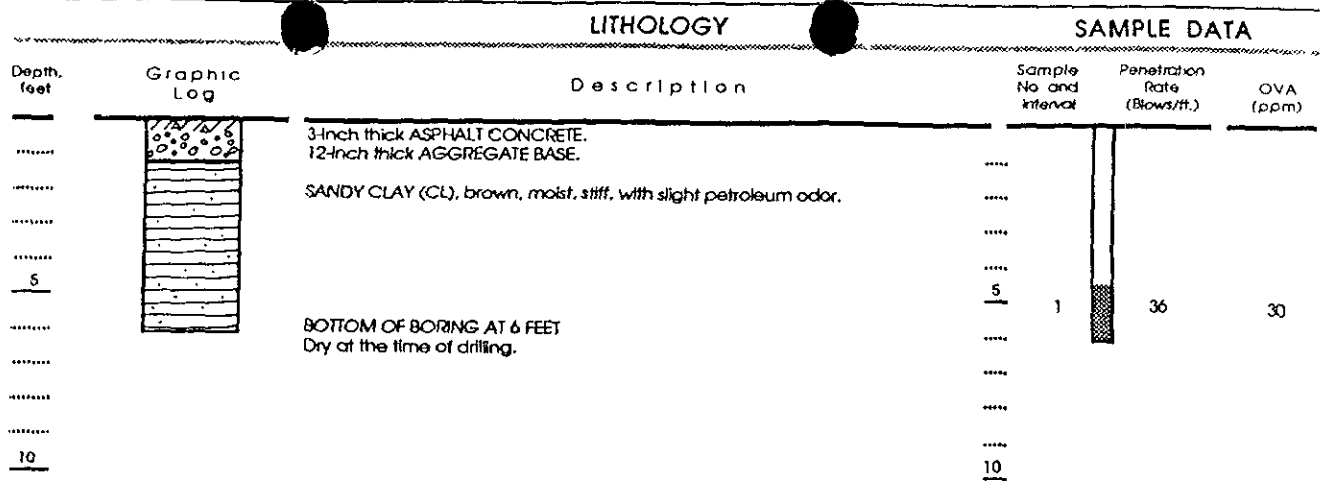 LITHOLOGY
SAMPLE DATA
Depth, feet
Graphic Log
Description
Sample No and interval
Penetration Rate (Blows/ft.)
OVA (ppm)
3-inch thick ASPHALT CONCRETE.
12-inch thick AGGREGATE BASE.
SANDY CLAY (CL), brown, moist, stiff, with slight petroleum odor.
5
5
1
36
30
BOTTOM OF BORING AT 6 FEET
Dry at the time of drilling.
10
10